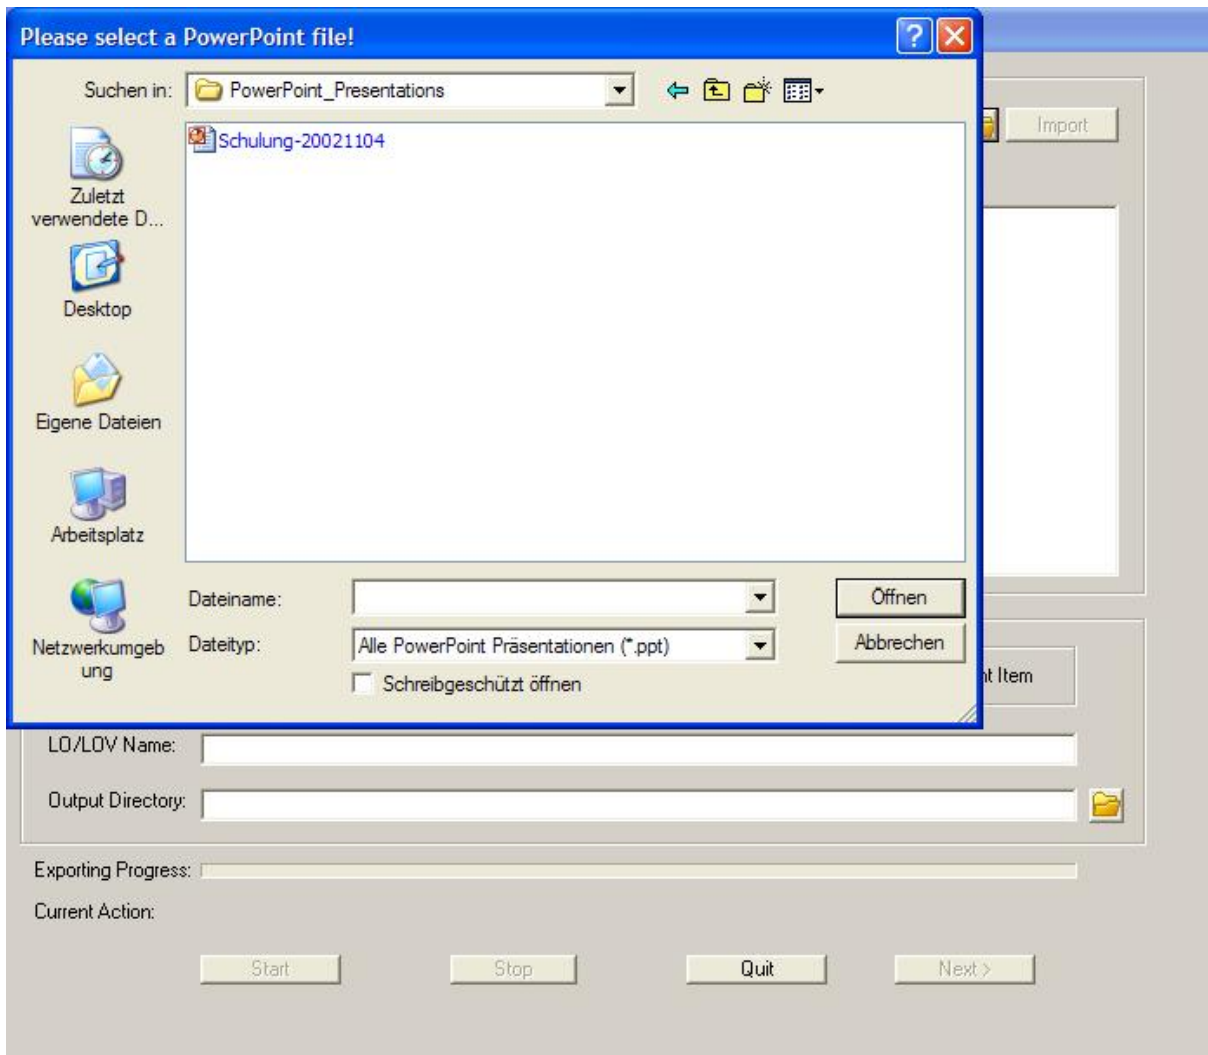 Please select a PowerPoint file!
Suchen in: PowerPoint_Presentations
Import
Schulung-20021104
Zuletzt
verwendete D...
Desktop
Eigene Dateien
Arbeitsplatz
Netzwerkumgeb
ung
Dateiname:
Öffnen
Dateityp: Alle PowerPoint Präsentationen (*.ppt)
Abbrechen
Schreibgeschützt öffnen
Item
LO/LOV Name:
Output Directory:
Exporting Progress:
Current Action:
Start Stop Quit Next >